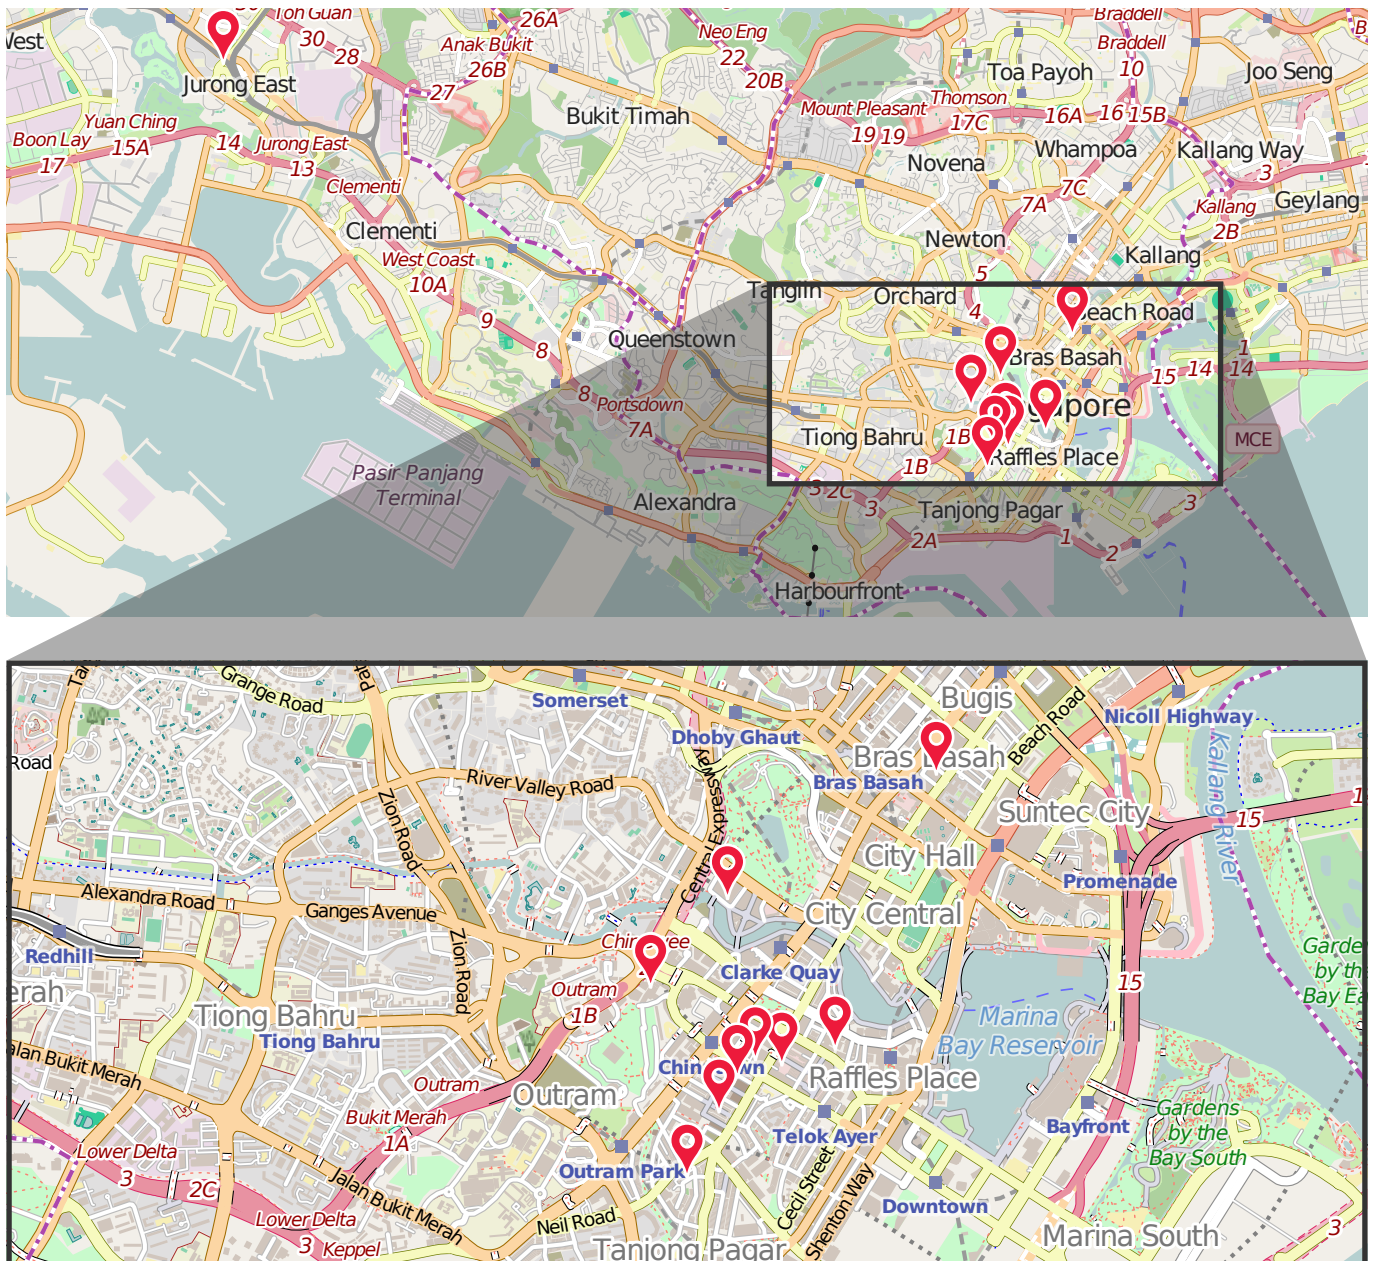 Toh Guan
30
28
26A
Anak Bukit
26B
27
Neo Eng
22
20B
Braddell
Braddell
10
Toa Payoh
Joo Seng
West
Jurong East
Bukit Timah
Mount Pleasant
19
19
Thomson
17C
16A
16
15B
Yuan Ching
Boon Lay
15A
17
14
Jurong East
13
Clementi
Clementi
Novena
Whampoa
Kallang Way
3
7C
7A
Geylang
Kallang
2B
Newton
Kallang
West Coast
10A
9
8
8
5
4
Tanglin
Orchard
Beach Road
Queenstown
Bras Basah
1
14
14
15
Portsdown
7A
Tiong Bahru
1B
1B
Raffles Place
MCE
Pasir Panjang
Terminal
Alexandra
3
2C
3
Tanjong Pagar
3
2A
1
2
Harbourfront
Grange Road
Somerset
Dhoby Ghaut
Bugis
Beach Road
Nicoll Highway
Kallang River
Road
River Valley Road
Zion Road
Central Expressway
Bras Basah
Bras Basah
Suntec City
15
City Hall
Promenade
Alexandra Road
Ganges Avenue
City Central
Zion Road
Redhill
Clarke Quay
15
Outram
1B
Tiong Bahru
Tiong Bahru
Marina
Bay Reservoir
Jalan Bukit Merah
Raffles Place
Outram
Outram
Bukit Merah
1A
Telok Ayer
Bayfront
Gardens
by the
Bay South
Lower Delta
3
2C
Outram Park
Cecil Street
Shenton Way
Downtown
Jalan Bukit Merah
Lower Delta
3
Keppel
Neil Road
Tanjong Pagar
Marina South
3